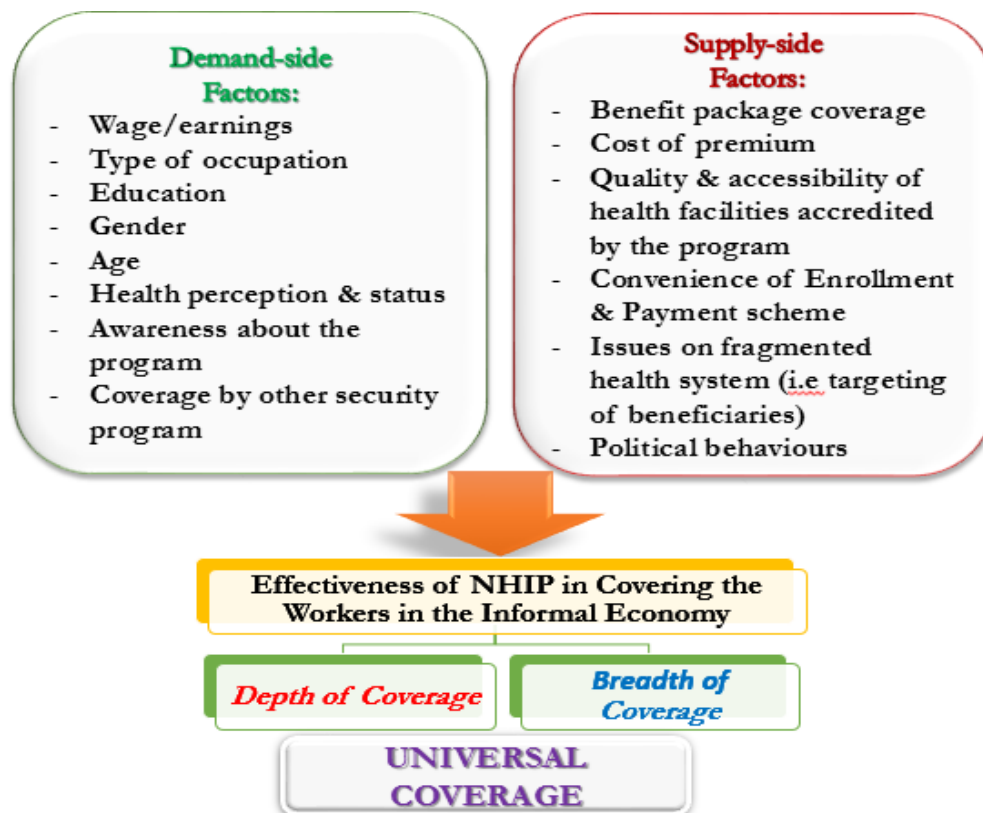 Demand-side
Factors:
- Wage/earnings
- Type of occupation
- Education
- Gender
- Age
- Health perception & status
- Awareness about the
program
- Coverage by other security
program
Supply-side
Factors:
- Benefit package coverage
- Cost of premium
- Quality & accessibility of
health facilities accredited
by the program
- Convenience of Enrollment
& Payment scheme
- Issues on fragmented
health system (i.e targeting
of beneficiaries)
- Political behaviours
Effectiveness of NHIP in Covering the
Workers in the Informal Economy
Depth of Coverage
Breadth of
Coverage
UNIVERSAL
COVERAGE